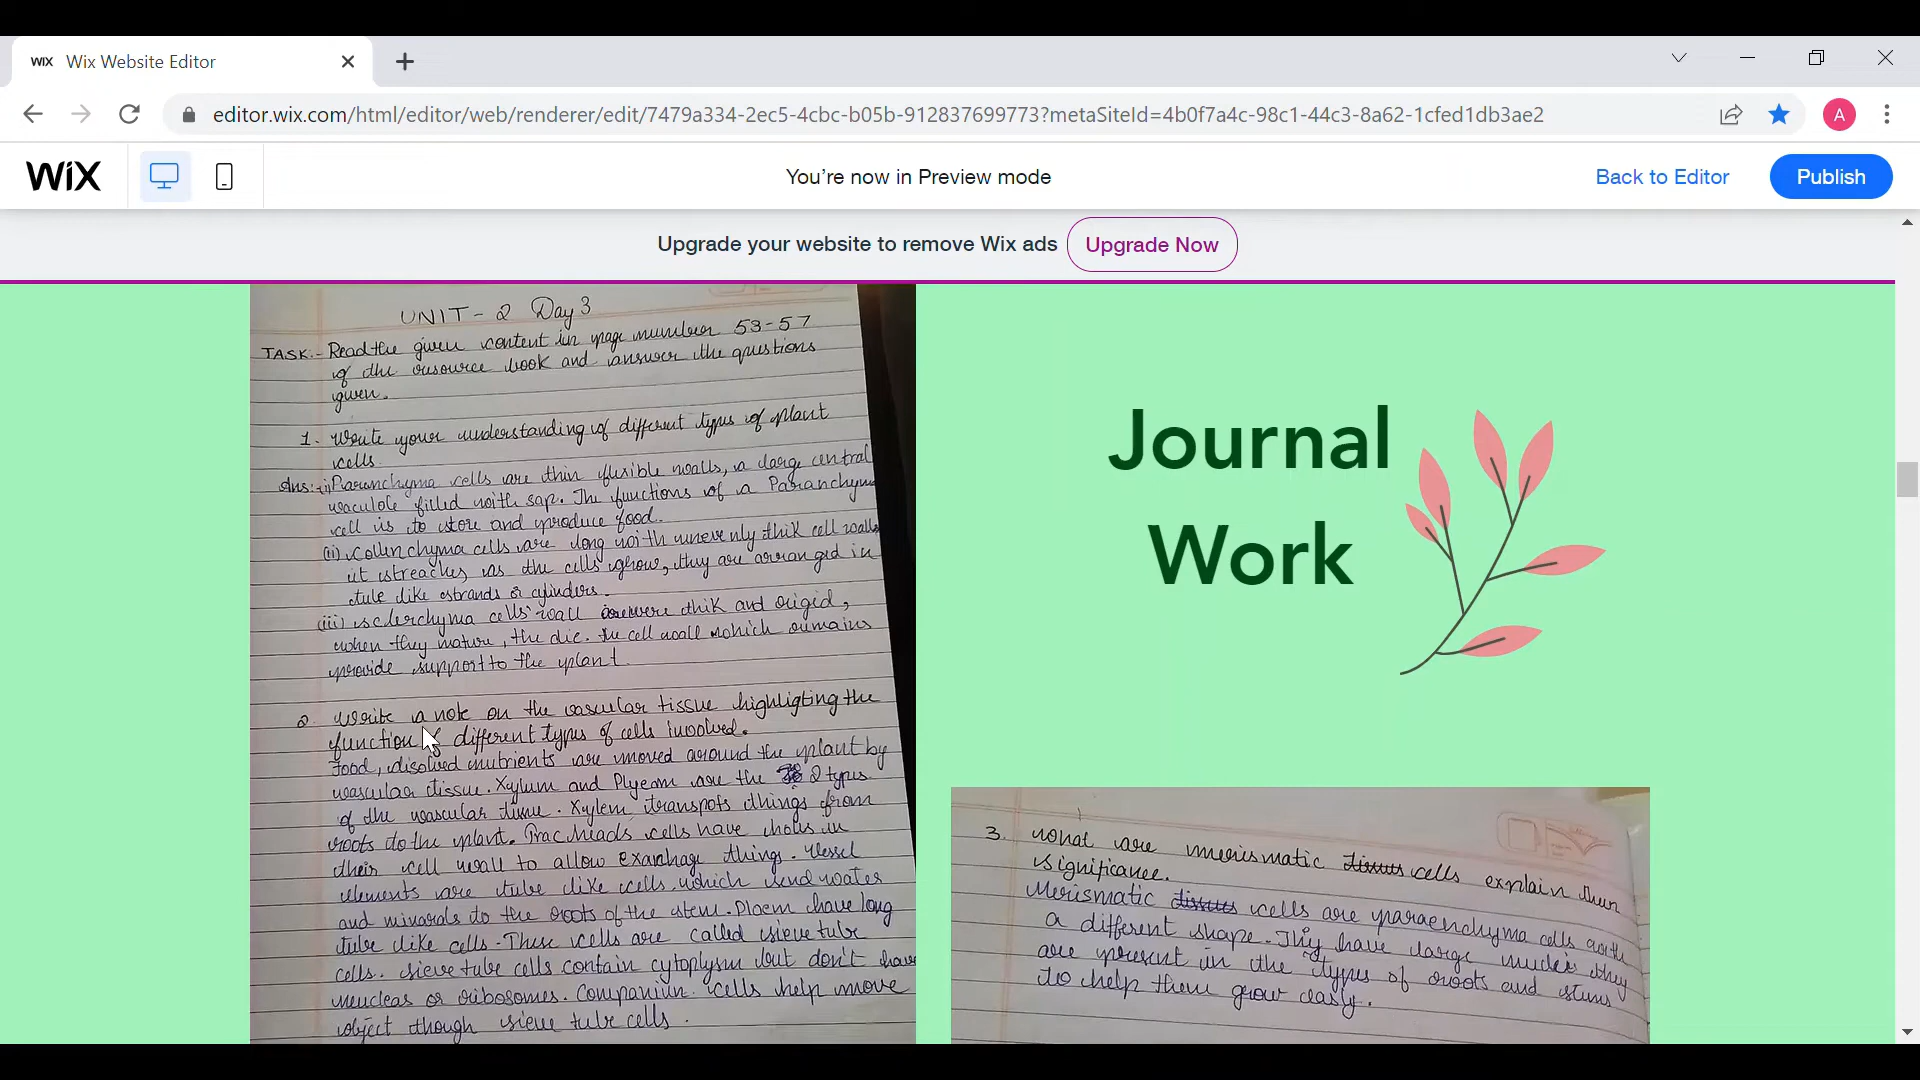 WIX Wix Website Editor
editor.wix.com/html/editor/web/renderer/edit/7479a334-2ec5-4cbc-b05b-912837699773?metaSiteId=4b0f7a4c-98c1-44c3-8a62-1cfed1db3ae2
A
WIX
You're now in Preview mode
Back to Editor
Publish
Upgrade your website to remove Wix ads
Upgrade Now
UNIT - 2 Day 3
TASK:- Read the given content in page number 53-57
of the resource book and answer the questions
given.
1. Write your understanding of different types of plant
cells.
Ans:-(i) Paranchyma cells are thin flexible walls, a large central
vaculole filled with sap. The functions of a Paranchyma
cell is to store and produce food.
(ii) Collenchyma cells are long with unevenly thik cell walls
it streaches as the cells grow, they are arranged in
tule like strands or cylinders.
(iii) sclerchyma cells' wall are thik and rigid,
when they mature, the die. the cell wall which remains
provide support to the plant.
2. Write a note on the vascular tissue highligting the
function of different types of cells involved.
Food, disolved nutrients are moved around the plant by
vascular tissue. Xylum and Plyeom are the 2 types
of the vascular tissue. Xylem transpots things from
roots to the plant. Tracheads cells have holes in
their cell wall to allow exanhage things. Vessel
elements are tube like cells which send water
and minarals to the roots of the stem. Ploem have long
tube like cells. These cells are called sieve tube
cells. sieve tube cells contain cytoplysm but don't have
neucleas or ribosomes. Companiun cells help move
object though sieve tube cells.
Journal
Work
3. What are merismatic cells explain their
significance.
Merismatic cells are paraenchyma cells with
a different shape. They have large they
are present in the types of roots and stems
to help them grow easly.